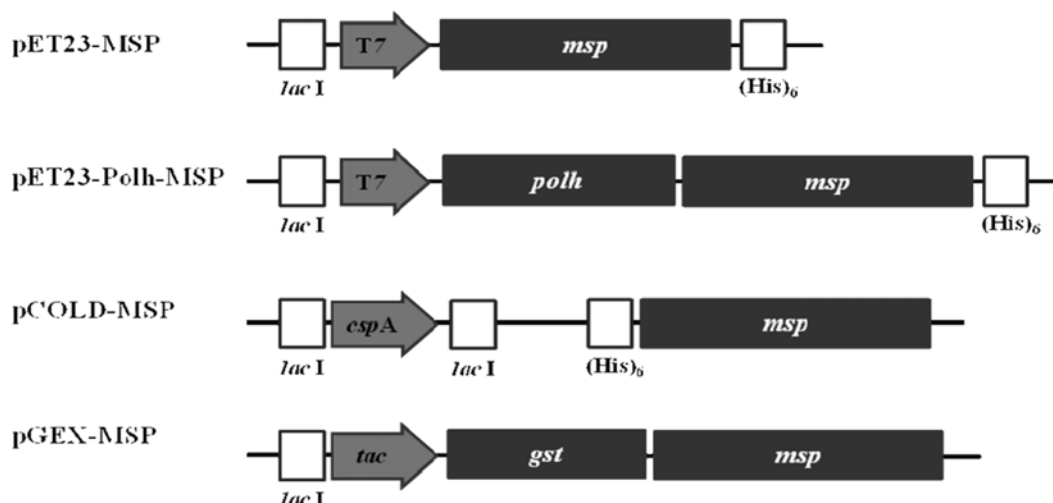 pET23-MSP
T7 msp
lac I (His)₆
pET23-Polh-MSP
T7 polh msp
lac I (His)₆
pCOLD-MSP
cspA msp
lac I lac I (His)₆
pGEX-MSP
tac gst msp
lac I